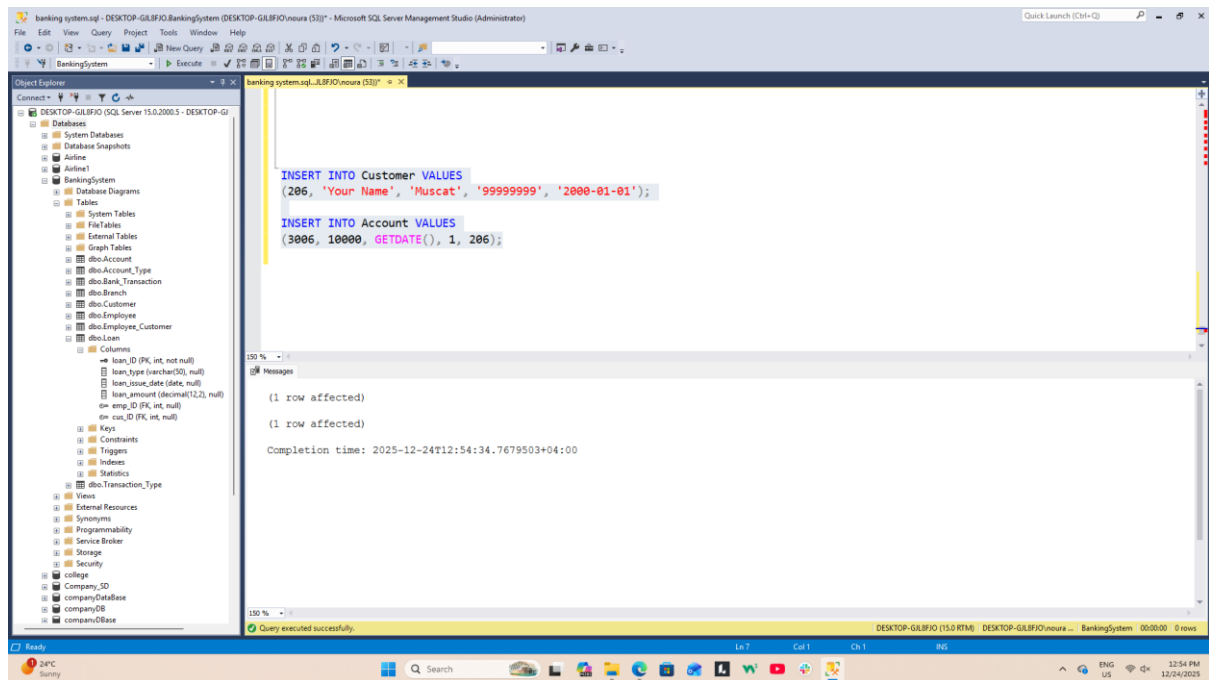 banking system.sql - DESKTOP-GJL8FJO.BankingSystem (DESKTOP-GJL8FJO\noura (53))* - Microsoft SQL Server Management Studio (Administrator)
Quick Launch (Ctrl+Q)
File Edit View Query Project Tools Window Help
New Query
BankingSystem
Execute
Object Explorer
banking system.sql...JL8FJO\noura (53))*
Connect
DESKTOP-GJL8FJO (SQL Server 15.0.2000.5 - DESKTOP-GJ
Databases
System Databases
Database Snapshots
Airline
Airline1
BankingSystem
Database Diagrams
Tables
System Tables
FileTables
External Tables
Graph Tables
dbo.Account
dbo.Account_Type
dbo.Bank_Transaction
dbo.Branch
dbo.Customer
dbo.Employee
dbo.Employee_Customer
dbo.Loan
Columns
loan_ID (PK, int, not null)
loan_type (varchar(50), null)
loan_issue_date (date, null)
loan_amount (decimal(12,2), null)
emp_ID (FK, int, null)
cus_ID (FK, int, null)
Keys
Constraints
Triggers
Indexes
Statistics
dbo.Transaction_Type
Views
External Resources
Synonyms
Programmability
Service Broker
Storage
Security
college
Company_SD
companyDataBase
companyDB
companyDBase
INSERT INTO Customer VALUES
(206, 'Your Name', 'Muscat', '99999999', '2000-01-01');
INSERT INTO Account VALUES
(3006, 10000, GETDATE(), 1, 206);
150 %
Messages
(1 row affected)
(1 row affected)
Completion time: 2025-12-24T12:54:34.7679503+04:00
150 %
Query executed successfully.
DESKTOP-GJL8FJO (15.0 RTM) DESKTOP-GJL8FJO\noura ... BankingSystem 00:00:00 0 rows
Ready
Ln 7 Col 1 Ch 1 INS
1
24°C
Sunny
Search
ENG
US
12:54 PM
12/24/2025